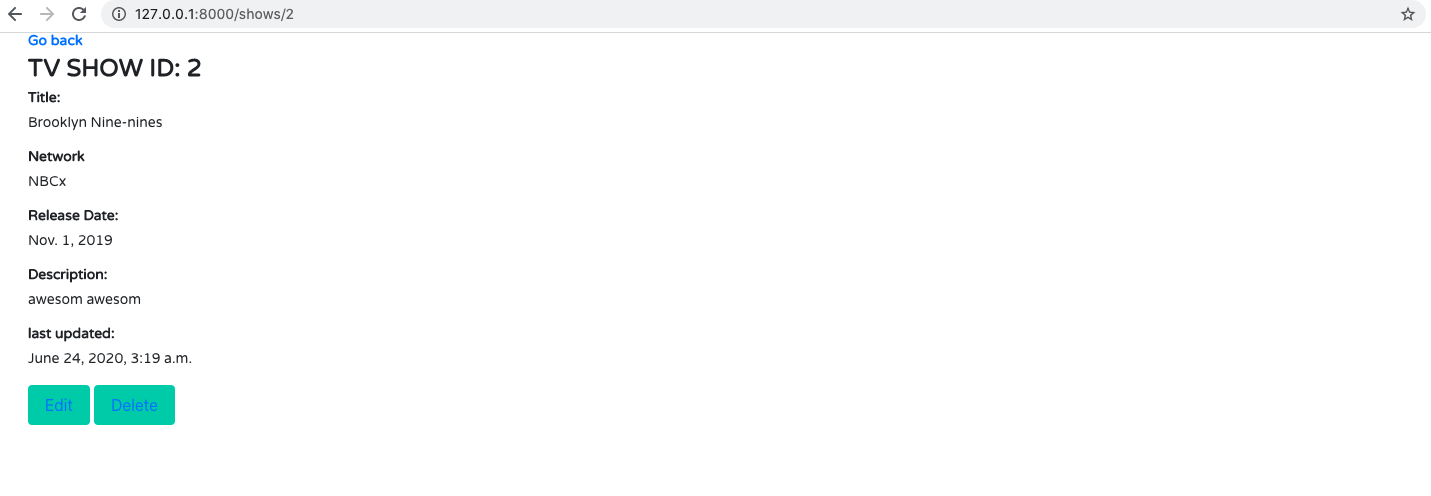 127.0.0.1:8000/shows/2
Go back
TV SHOW ID: 2
Title:
Brooklyn Nine-nines
Network
NBCx
Release Date:
Nov. 1, 2019
Description:
awesom awesom
last updated:
June 24, 2020, 3:19 a.m.
Edit Delete